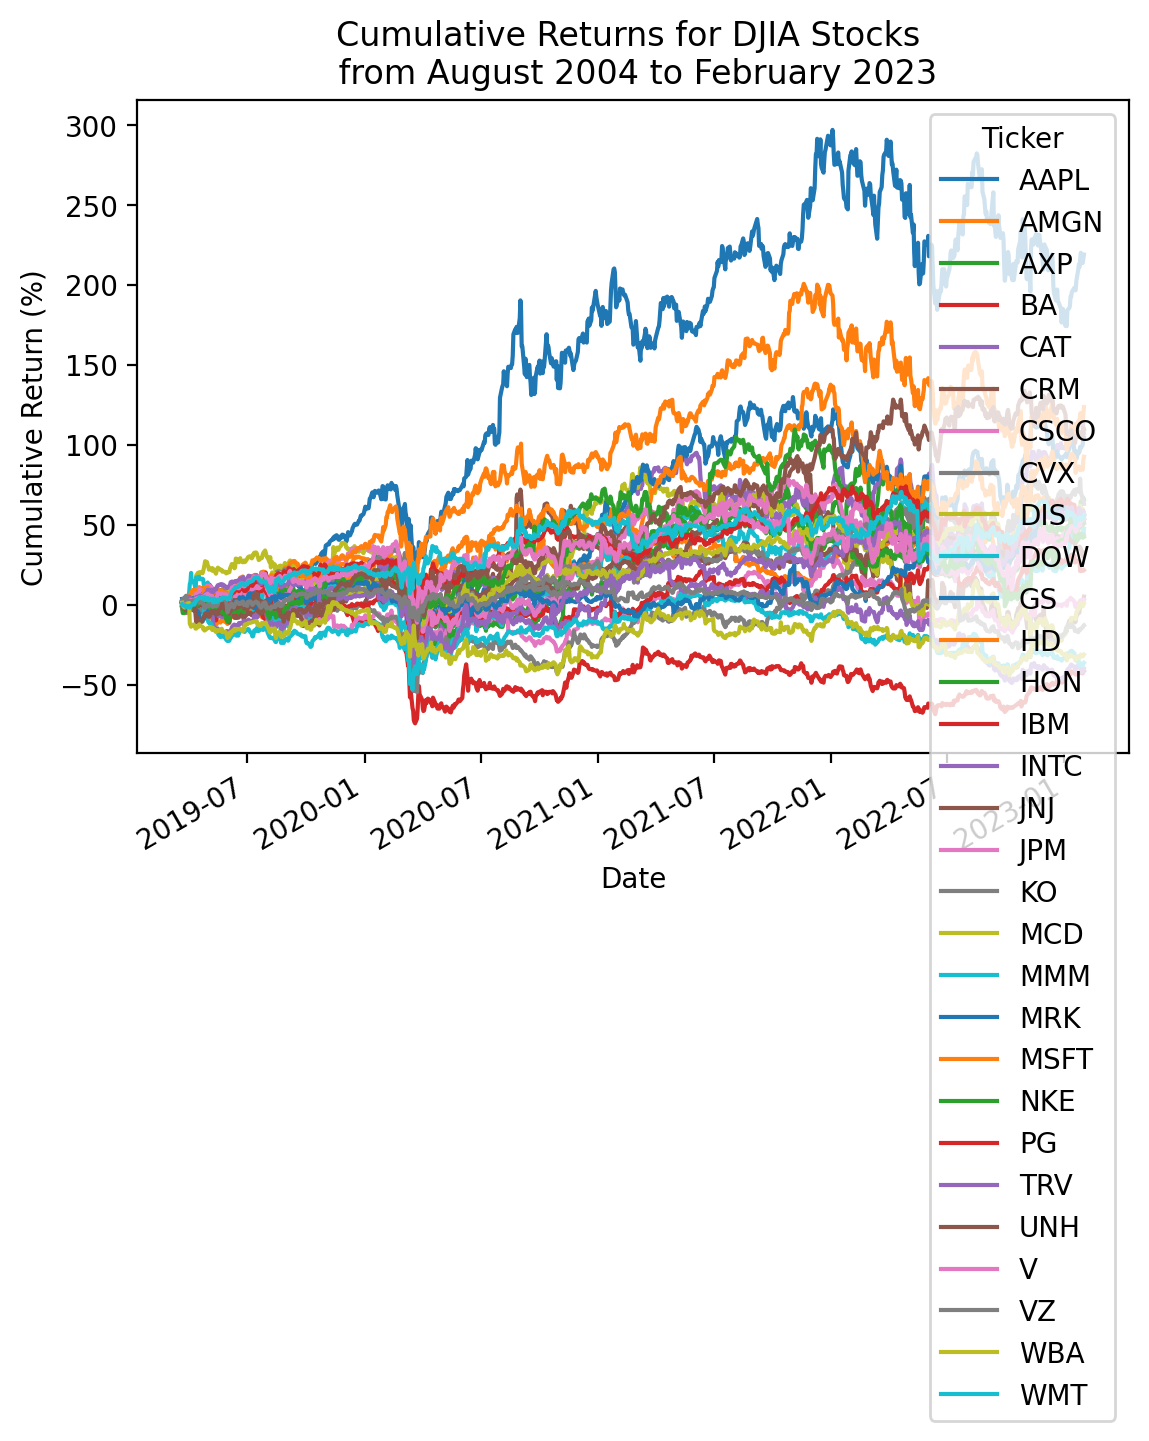 Cumulative Returns for DJIA Stocks
from August 2004 to February 2023
Cumulative Return (%)
300
250
200
150
100
50
0
−50
2019-07
2020-01
2020-07
2021-01
2021-07
2022-01
2022-07
2023-01
Date
Ticker
AAPL
AMGN
AXP
BA
CAT
CRM
CSCO
CVX
DIS
DOW
GS
HD
HON
IBM
INTC
JNJ
JPM
KO
MCD
MMM
MRK
MSFT
NKE
PG
TRV
UNH
V
VZ
WBA
WMT